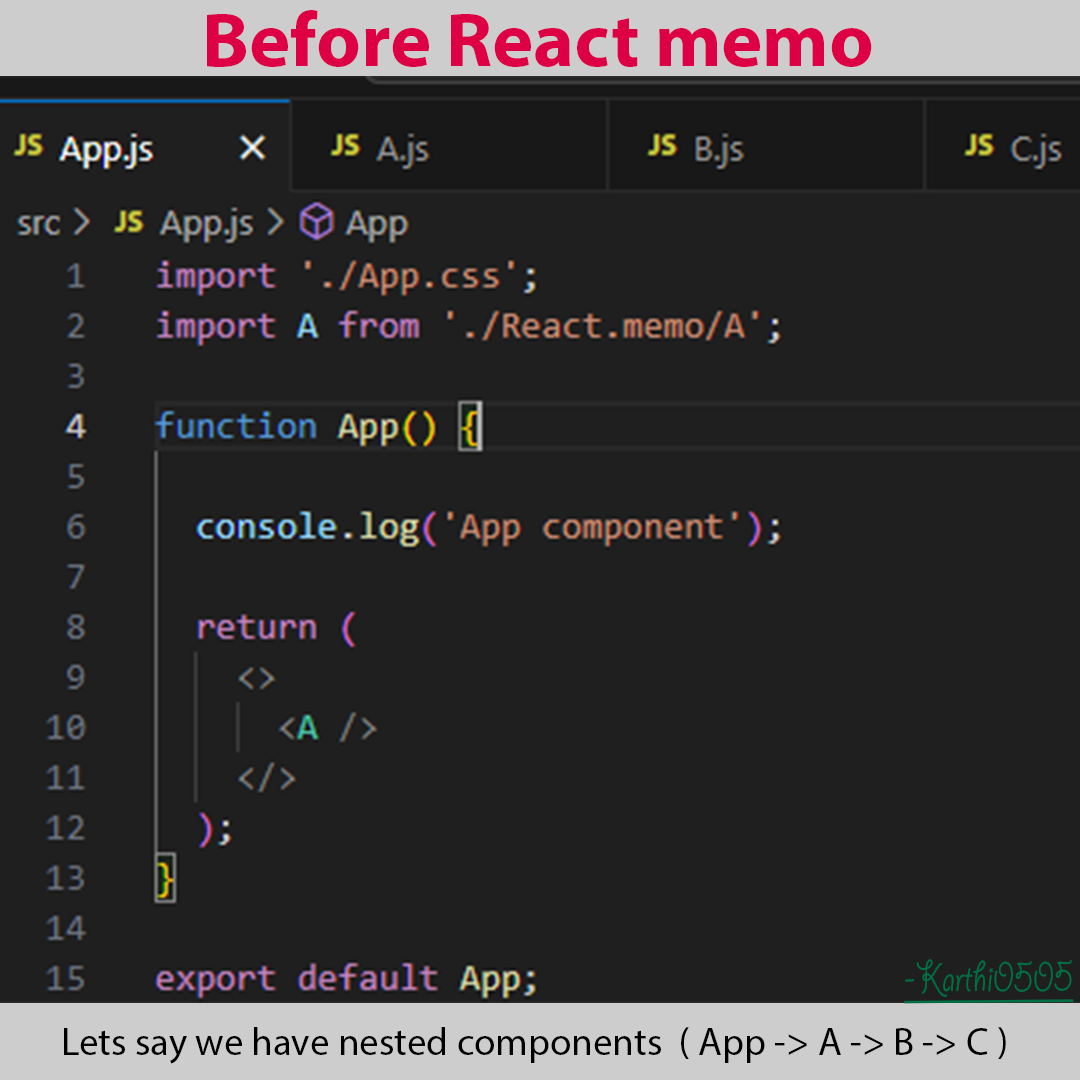 Before React memo
JS App.js × JS A.js JS B.js JS C.js
src > JS App.js > App
1 import './App.css';
2 import A from './React.memo/A';
3
4 function App() {
5
6 console.log('App component');
7
8 return (
9 <>
10 <A />
11 </>
12 );
13 }
14
15 export default App;
-Karthi0505
Lets say we have nested components ( App -> A -> B -> C )